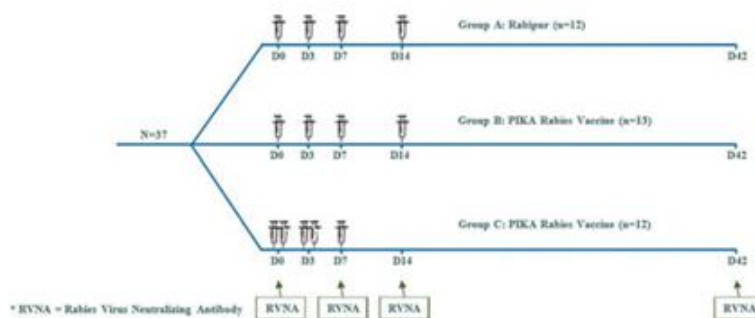 Group A: Rabipur (n=12)
D0 D3 D7 D14 D42
N=37
Group B: PIKA Rabies Vaccine (n=13)
D0 D3 D7 D14 D42
Group C: PIKA Rabies Vaccine (n=12)
D0 D3 D7 D14 D42
* RVNA = Rabies Virus Neutralizing Antibody
RVNA RVNA RVNA RVNA